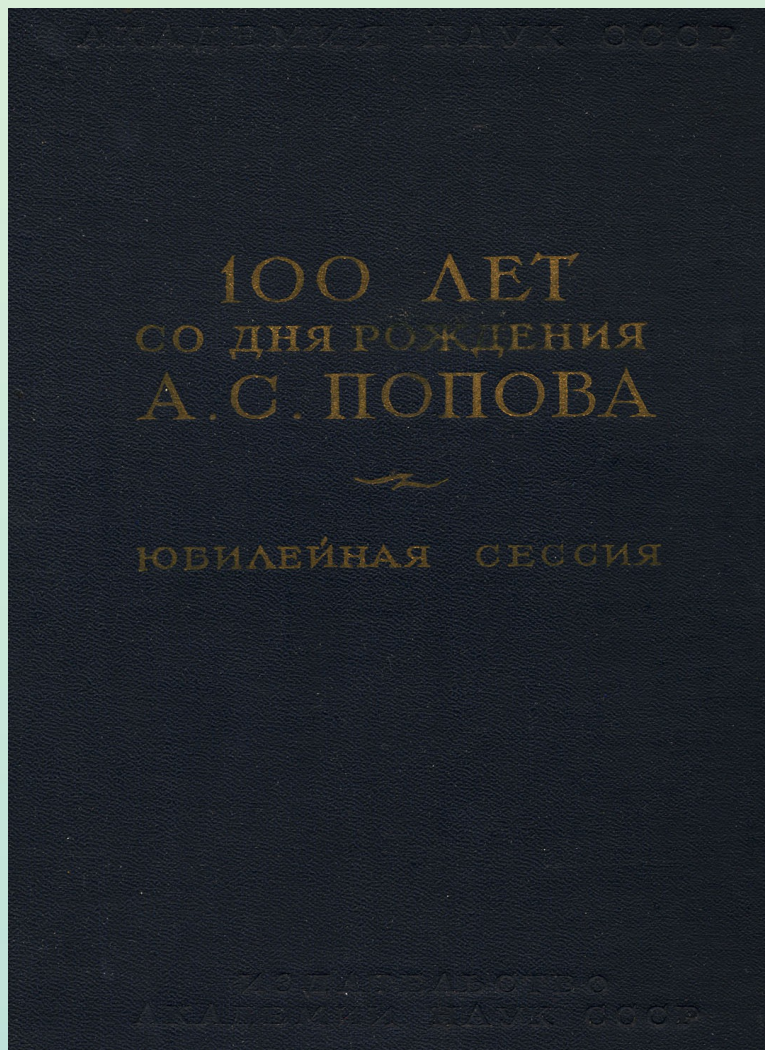 АКАДЕМИЯ НАУК СССР
100 ЛЕТ
СО ДНЯ РОЖДЕНИЯ
А.С. ПОПОВА
ЮБИЛЕЙНАЯ СЕССИЯ
ИЗДАТЕЛЬСТВО
АКАДЕМИИ НАУК СССР